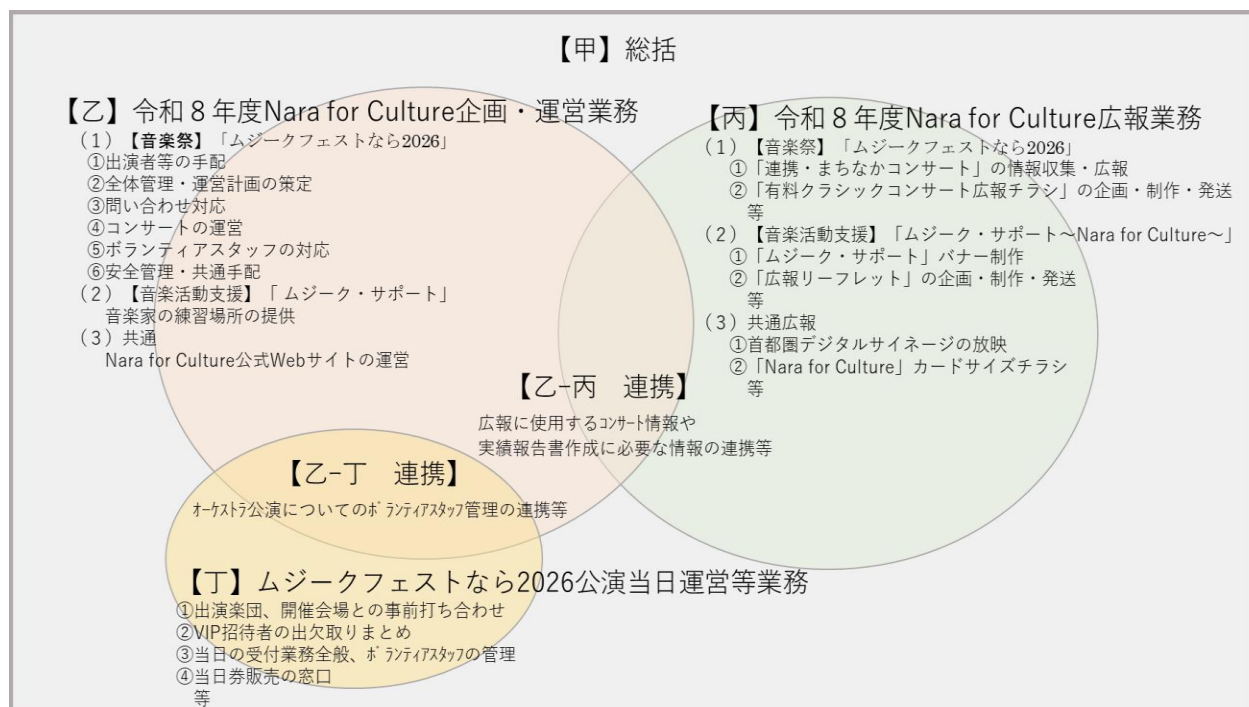 【甲】総括
【乙】令和８年度Nara for Culture企画・運営業務
（１）【音楽祭】「ムジークフェストなら2026」
①出演者等の手配
②全体管理・運営計画の策定
③問い合わせ対応
④コンサートの運営
⑤ボランティアスタッフの対応
⑥安全管理・共通手配
（２）【音楽活動支援】「 ムジーク・サポート」
音楽家の練習場所の提供
（３）共通
Nara for Culture公式Webサイトの運営
【丙】令和８年度Nara for Culture広報業務
（１）【音楽祭】「ムジークフェストなら2026」
①「連携・まちなかコンサート」の情報収集・広報
②「有料クラシックコンサート広報チラシ」の企画・制作・発送
等
（２）【音楽活動支援】「ムジーク・サポート～Nara for Culture～」
①「ムジーク・サポート」バナー制作
②「広報リーフレット」の企画・制作・発送
等
（３）共通広報
①首都圏デジタルサイネージの放映
②「Nara for Culture」カードサイズチラシ
等
【乙−丙　連携】
広報に使用するｺﾝｻｰﾄ情報や
実績報告書作成に必要な情報の連携等
【乙−丁　連携】
ｵｰｹｽﾄﾗ公演についてのﾎﾞﾗﾝﾃｨｱｽﾀｯﾌ管理の連携等
【丁】ムジークフェストなら2026公演当日運営等業務
①出演楽団、開催会場との事前打ち合わせ
②VIP招待者の出欠取りまとめ
③当日の受付業務全般、ﾎﾞﾗﾝﾃｨｱｽﾀｯﾌの管理
④当日券販売の窓口
等